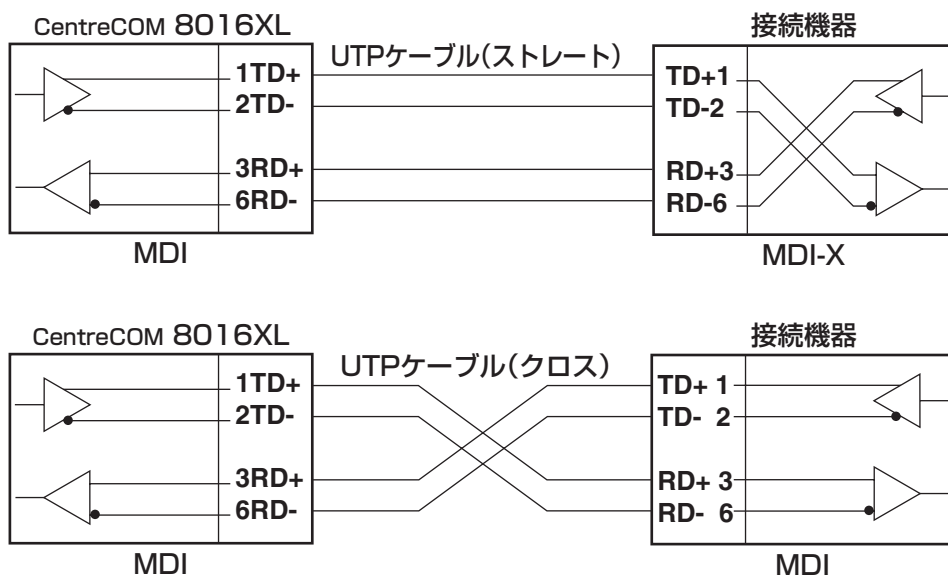 CentreCOM 8016XL
接続機器
UTPケーブル(ストレート)
1TD+
2TD-
3RD+
6RD-
TD+1
TD-2
RD+3
RD-6
MDI
MDI-X
CentreCOM 8016XL
接続機器
UTPケーブル(クロス)
1TD+
2TD-
3RD+
6RD-
TD+ 1
TD- 2
RD+ 3
RD- 6
MDI
MDI